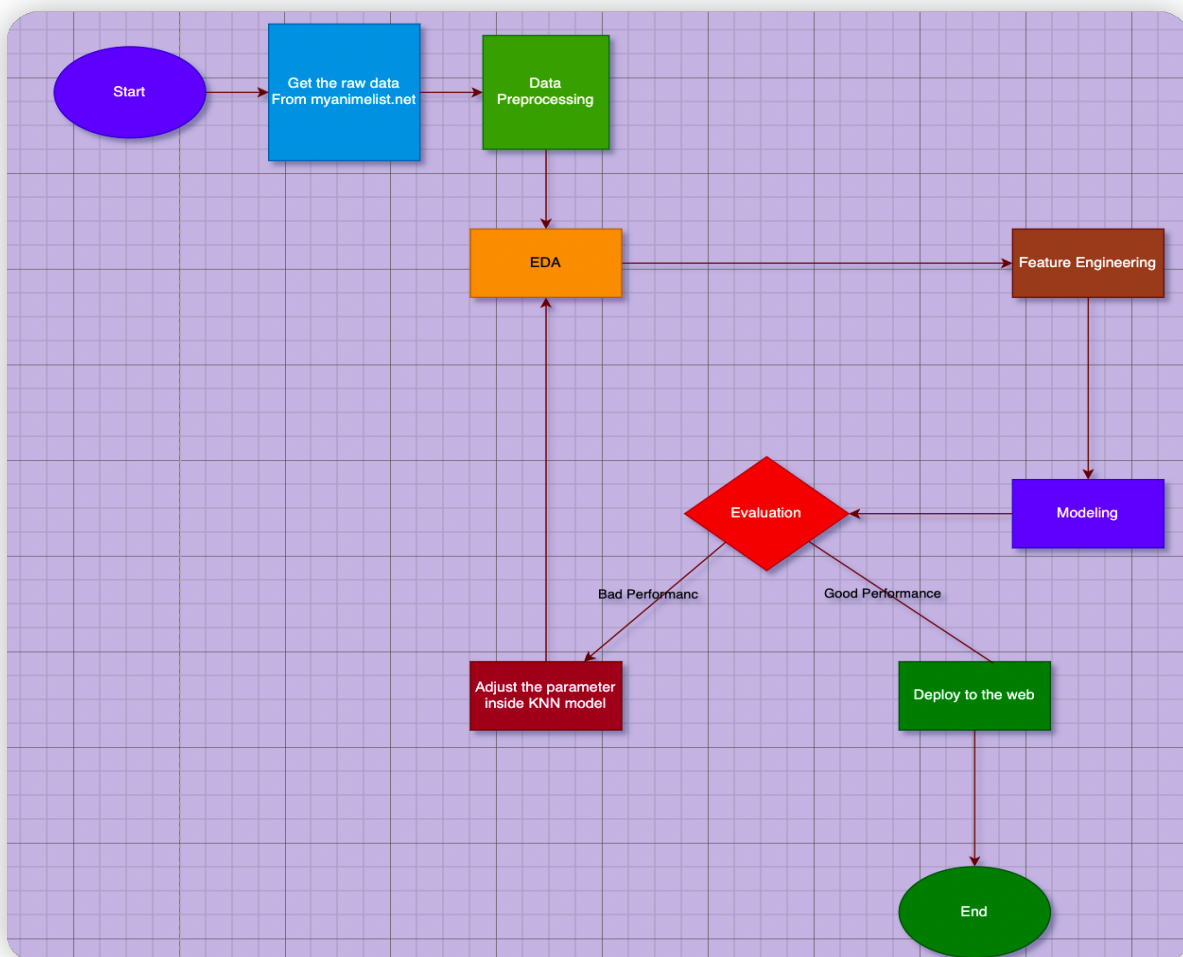 Start
Get the raw data
From myanimelist.net
Data
Preprocessing
EDA
Feature Engineering
Evaluation
Modeling
Bad Performanc
Good Performance
Adjust the parameter
inside KNN model
Deploy to the web
End